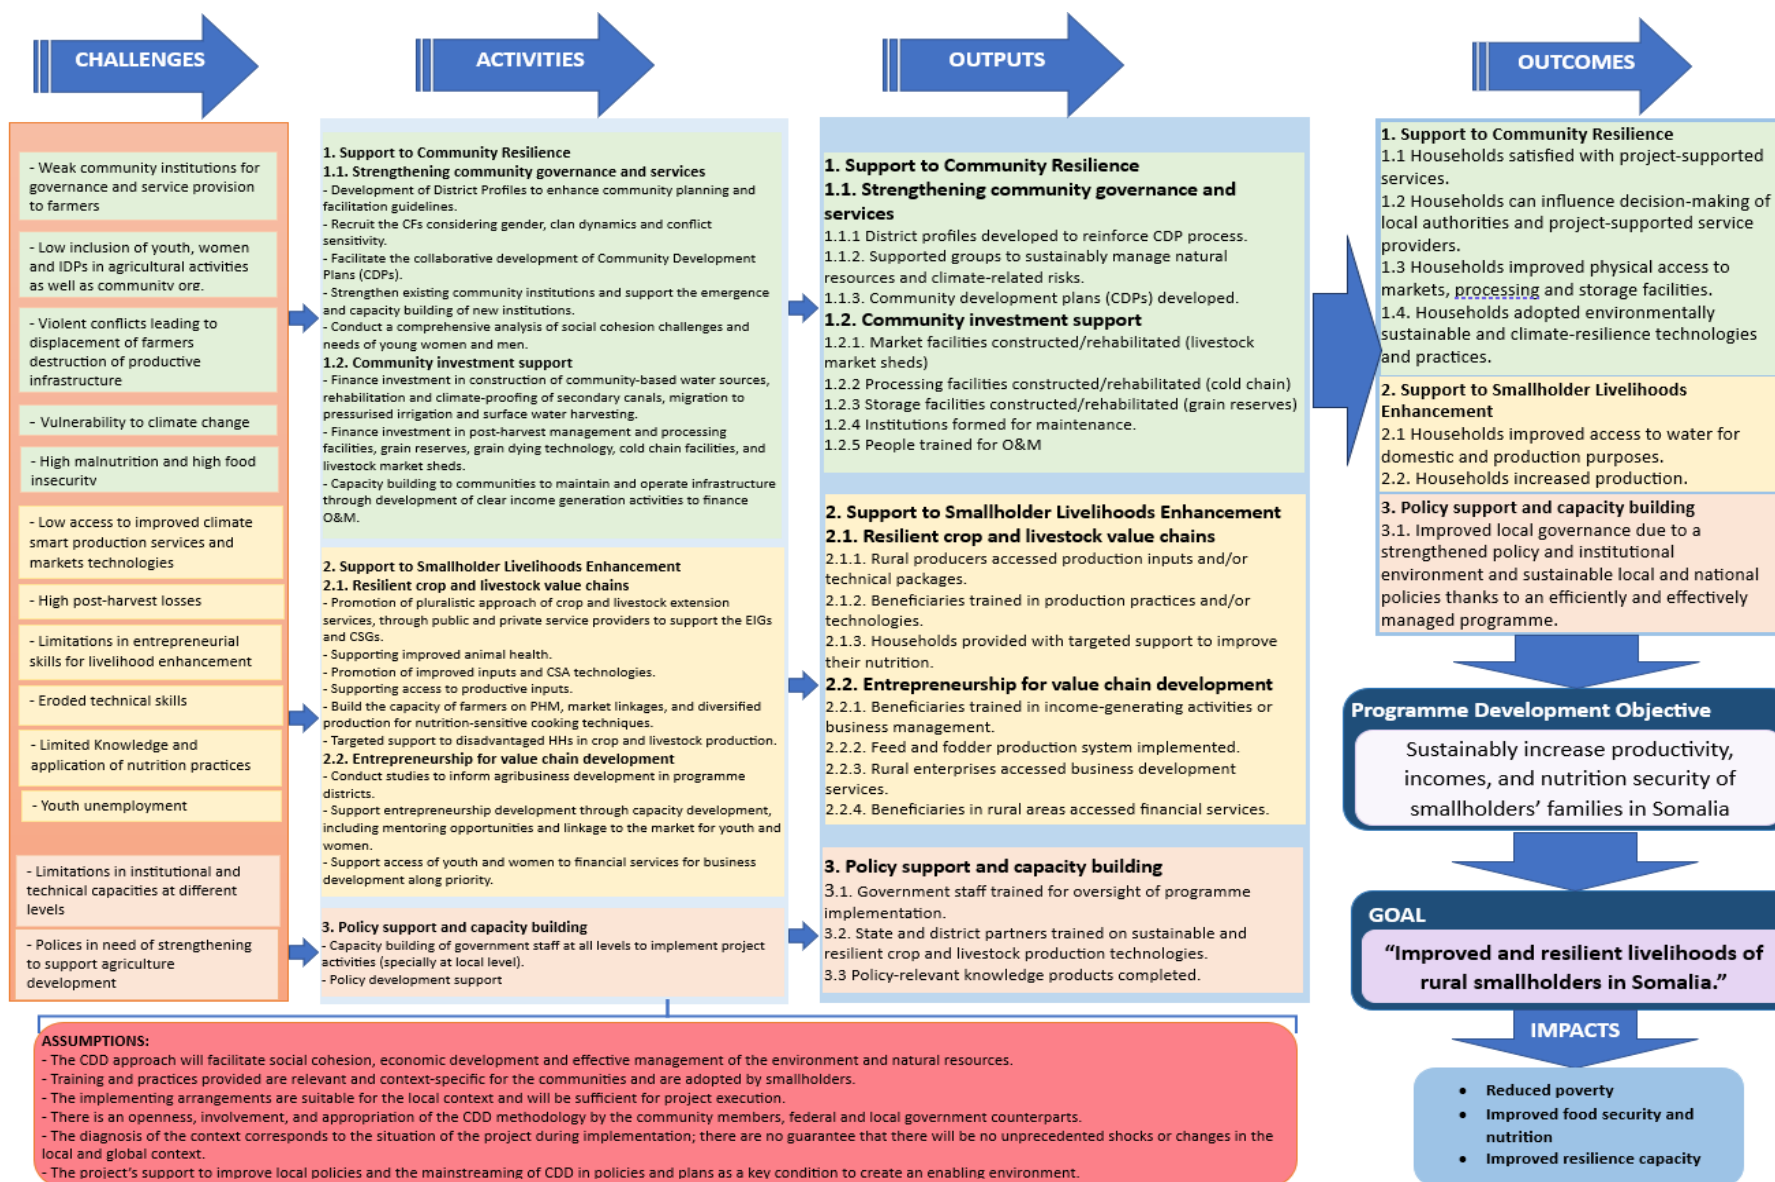 CHALLENGES
ACTIVITIES
OUTPUTS
OUTCOMES
- Weak community institutions for
governance and service provision
to farmers
- Low inclusion of youth, women
and IDPs in agricultural activities
as well as community org.
- Violent conflicts leading to
displacement of farmers
destruction of productive
infrastructure
- Vulnerability to climate change
- High malnutrition and high food
insecurity
- Low access to improved climate
smart production services and
markets technologies
- High post-harvest losses
- Limitations in entrepreneurial
skills for livelihood enhancement
- Eroded technical skills
- Limited Knowledge and
application of nutrition practices
- Youth unemployment
- Limitations in institutional and
technical capacities at different
levels
- Polices in need of strengthening
to support agriculture
development
1. Support to Community Resilience
1.1. Strengthening community governance and services
- Development of District Profiles to enhance community planning and
facilitation guidelines.
- Recruit the CFs considering gender, clan dynamics and conflict
sensitivity.
- Facilitate the collaborative development of Community Development
Plans (CDPs).
- Strengthen existing community institutions and support the emergence
and capacity building of new institutions.
- Conduct a comprehensive analysis of social cohesion challenges and
needs of young women and men.
1.2. Community investment support
- Finance investment in construction of community-based water sources,
rehabilitation and climate-proofing of secondary canals, migration to
pressurised irrigation and surface water harvesting.
- Finance investment in post-harvest management and processing
facilities, grain reserves, grain dying technology, cold chain facilities, and
livestock market sheds.
- Capacity building to communities to maintain and operate infrastructure
through development of clear income generation activities to finance
O&M.
2. Support to Smallholder Livelihoods Enhancement
2.1. Resilient crop and livestock value chains
- Promotion of pluralistic approach of crop and livestock extension
services, through public and private service providers to support the EIGs
and CSGs.
- Supporting improved animal health.
- Promotion of improved inputs and CSA technologies.
- Supporting access to productive inputs.
- Build the capacity of farmers on PHM, market linkages, and diversified
production for nutrition-sensitive cooking techniques.
- Targeted support to disadvantaged HHs in crop and livestock production.
2.2. Entrepreneurship for value chain development
- Conduct studies to inform agribusiness development in programme
districts.
- Support entrepreneurship development through capacity development,
including mentoring opportunities and linkage to the market for youth and
women.
- Support access of youth and women to financial services for business
development along priority.
3. Policy support and capacity building
- Capacity building of government staff at all levels to implement project
activities (specially at local level).
- Policy development support
1. Support to Community Resilience
1.1. Strengthening community governance and
services
1.1.1 District profiles developed to reinforce CDP process.
1.1.2. Supported groups to sustainably manage natural
resources and climate-related risks.
1.1.3. Community development plans (CDPs) developed.
1.2. Community investment support
1.2.1. Market facilities constructed/rehabilitated (livestock
market sheds)
1.2.2 Processing facilities constructed/rehabilitated (cold chain)
1.2.3 Storage facilities constructed/rehabilitated (grain reserves)
1.2.4 Institutions formed for maintenance.
1.2.5 People trained for O&M
2. Support to Smallholder Livelihoods Enhancement
2.1. Resilient crop and livestock value chains
2.1.1. Rural producers accessed production inputs and/or
technical packages.
2.1.2. Beneficiaries trained in production practices and/or
technologies.
2.1.3. Households provided with targeted support to improve
their nutrition.
2.2. Entrepreneurship for value chain development
2.2.1. Beneficiaries trained in income-generating activities or
business management.
2.2.2. Feed and fodder production system implemented.
2.2.3. Rural enterprises accessed business development
services.
2.2.4. Beneficiaries in rural areas accessed financial services.
3. Policy support and capacity building
3.1. Government staff trained for oversight of programme
implementation.
3.2. State and district partners trained on sustainable and
resilient crop and livestock production technologies.
3.3 Policy-relevant knowledge products completed.
1. Support to Community Resilience
1.1 Households satisfied with project-supported
services.
1.2 Households can influence decision-making of
local authorities and project-supported service
providers.
1.3 Households improved physical access to
markets, processing and storage facilities.
1.4. Households adopted environmentally
sustainable and climate-resilience technologies
and practices.
2. Support to Smallholder Livelihoods
Enhancement
2.1 Households improved access to water for
domestic and production purposes.
2.2. Households increased production.
3. Policy support and capacity building
3.1. Improved local governance due to a
strengthened policy and institutional
environment and sustainable local and national
policies thanks to an efficiently and effectively
managed programme.
Programme Development Objective
Sustainably increase productivity,
incomes, and nutrition security of
smallholders’ families in Somalia
GOAL
“Improved and resilient livelihoods of
rural smallholders in Somalia.”
IMPACTS
• Reduced poverty
• Improved food security and
nutrition
• Improved resilience capacity
ASSUMPTIONS:
- The CDD approach will facilitate social cohesion, economic development and effective management of the environment and natural resources.
- Training and practices provided are relevant and context-specific for the communities and are adopted by smallholders.
- The implementing arrangements are suitable for the local context and will be sufficient for project execution.
- There is an openness, involvement, and appropriation of the CDD methodology by the community members, federal and local government counterparts.
- The diagnosis of the context corresponds to the situation of the project during implementation; there are no guarantee that there will be no unprecedented shocks or changes in the
local and global context.
- The project’s support to improve local policies and the mainstreaming of CDD in policies and plans as a key condition to create an enabling environment.